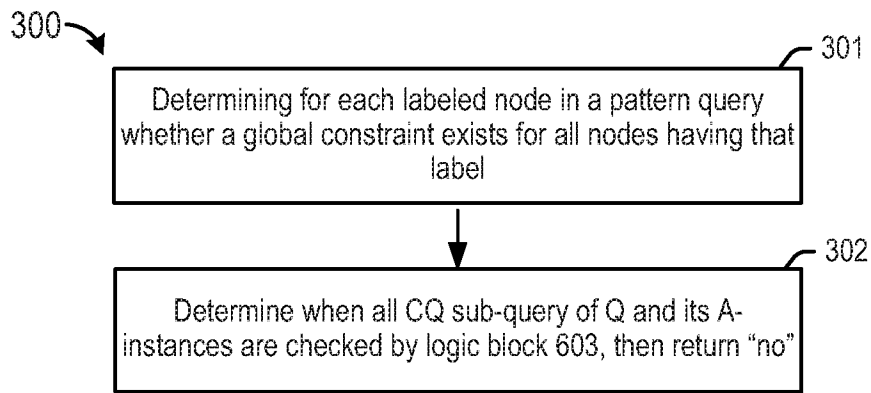 300
301
Determining for each labeled node in a pattern query
whether a global constraint exists for all nodes having that
label
302
Determine when all CQ sub-query of Q and its A-
instances are checked by logic block 603, then return “no”